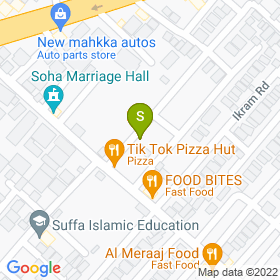 New mahkka autos
Auto parts store
Soha Marriage Hall
Ikram Rd
S
Tik Tok Pizza Hut
Pizza
FOOD BITES
Fast Food
Suffa Islamic Education
Al Meraaj Food
Fast Food
Google
Map data ©2022